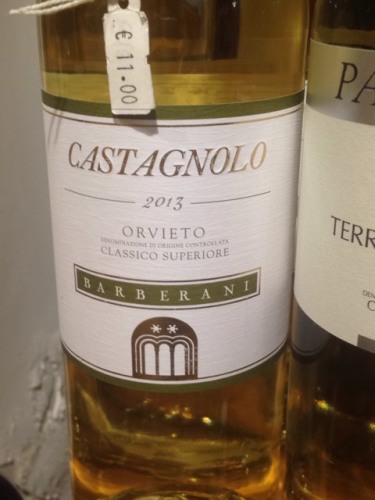 € 11.00
CASTAGNOLO
2013
ORVIETO
DENOMINAZIONE DI ORIGINE CONTROLLATA
CLASSICO SUPERIORE
BARBERANI
PA
TERR